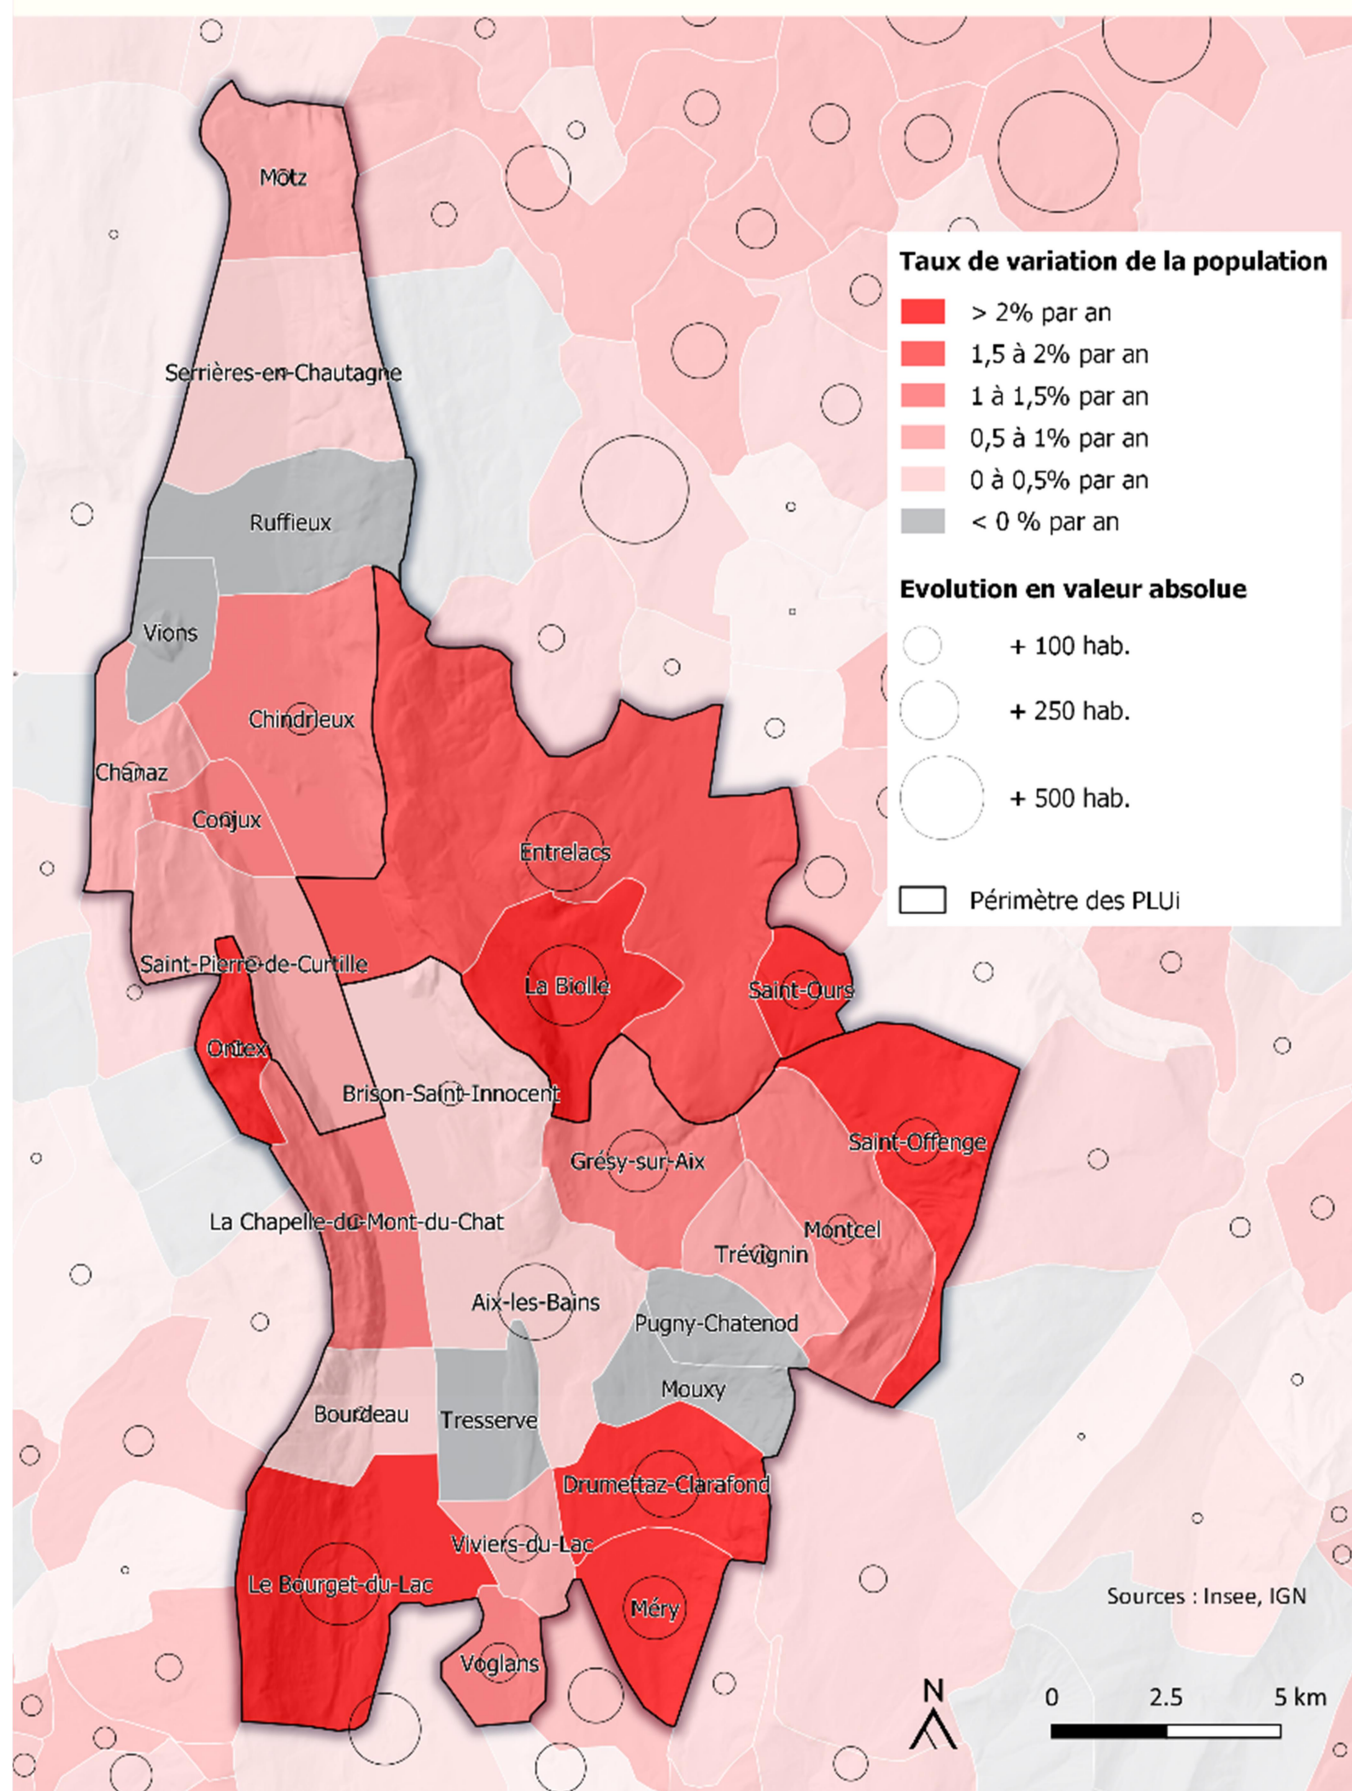 Motz
Serrières-en-Chautagne
Ruffieux
Vions
Chindrieux
Chanaz
Conjux
Entrelacs
Saint-Pierre-de-Curtille
La Biolle
Saint-Ours
Ontex
Brison-Saint-Innocent
Grésy-sur-Aix
Saint-Offenge
La Chapelle-du-Mont-du-Chat
Montcel
Trévignin
Aix-les-Bains
Pugny-Chatenod
Mouxy
Bourdeau
Tresserve
Drumettaz-Clarafond
Viviers-du-Lac
Le Bourget-du-Lac
Méry
Voglans
Taux de variation de la population
> 2% par an
1,5 à 2% par an
1 à 1,5% par an
0,5 à 1% par an
0 à 0,5% par an
< 0 % par an
Evolution en valeur absolue
+ 100 hab.
+ 250 hab.
+ 500 hab.
Périmètre des PLUi
Sources : Insee, IGN
N
0 2.5 5 km